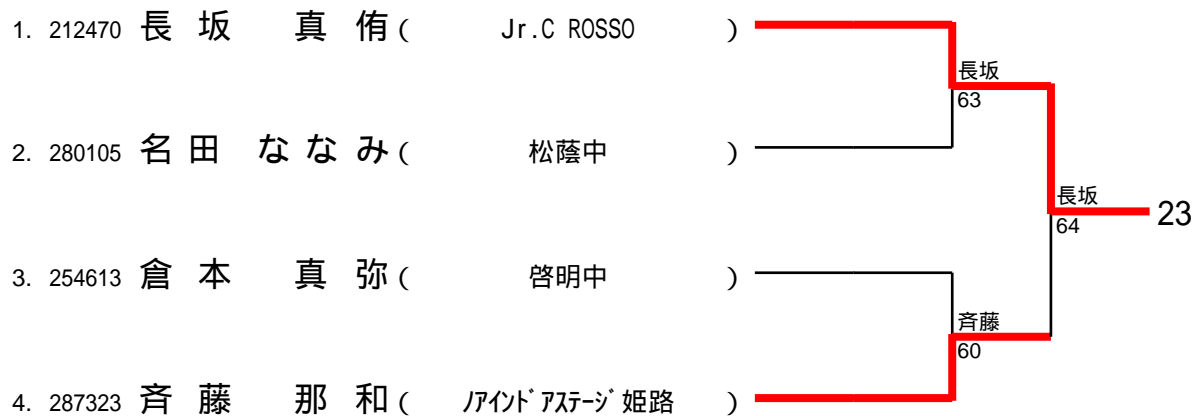 1. 212470 長 坂 真 侑 ( Jr.C ROSSO )
長坂
63
2. 280105 名 田 な な み ( 松蔭中 )
長坂
64
23
3. 254613 倉 本 真 弥 ( 啓明中 )
斉藤
60
4. 287323 斉 藤 那 和 ( ﾉｱｲﾝﾄﾞｱｽﾃｰｼﾞ姫路 )